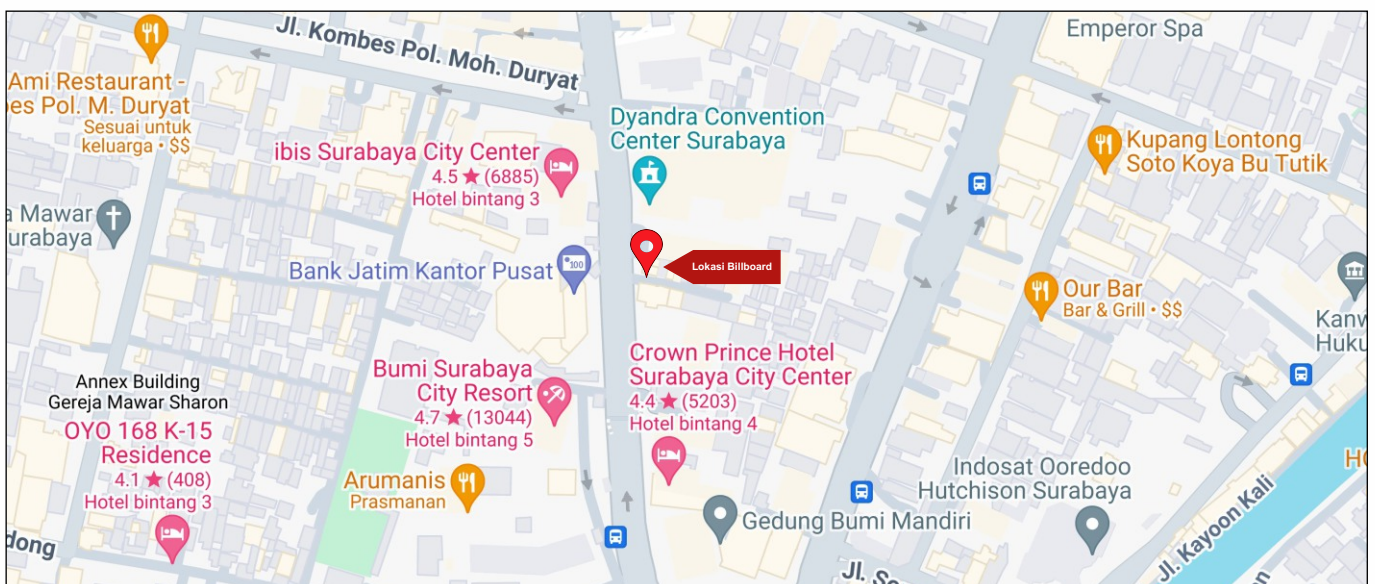 Jl. Kombes Pol. Moh. Duryat
Emperor Spa
Ami Restaurant -
es Pol. M. Duryat
Sesuai untuk
keluarga • $$
Dyandra Convention
Center Surabaya
ibis Surabaya City Center
4.5 ★ (6885)
Hotel bintang 3
Kupang Lontong
Soto Koya Bu Tutik
a Mawar
urabaya
Bank Jatim Kantor Pusat
100
Lokasi Billboard
Our Bar
Bar & Grill • $$
Kanw
Huku
Crown Prince Hotel
Surabaya City Center
4.4 ★ (5203)
Hotel bintang 4
Bumi Surabaya
City Resort
4.7 ★ (13044)
Hotel bintang 5
Annex Building
Gereja Mawar Sharon
OYO 168 K-15
Residence
4.1 ★ (408)
Hotel bintang 3
Arumanis
Prasmanan
Indosat Ooredoo
Hutchison Surabaya
Gedung Bumi Mandiri
Jl. Kayoon Kali
dong